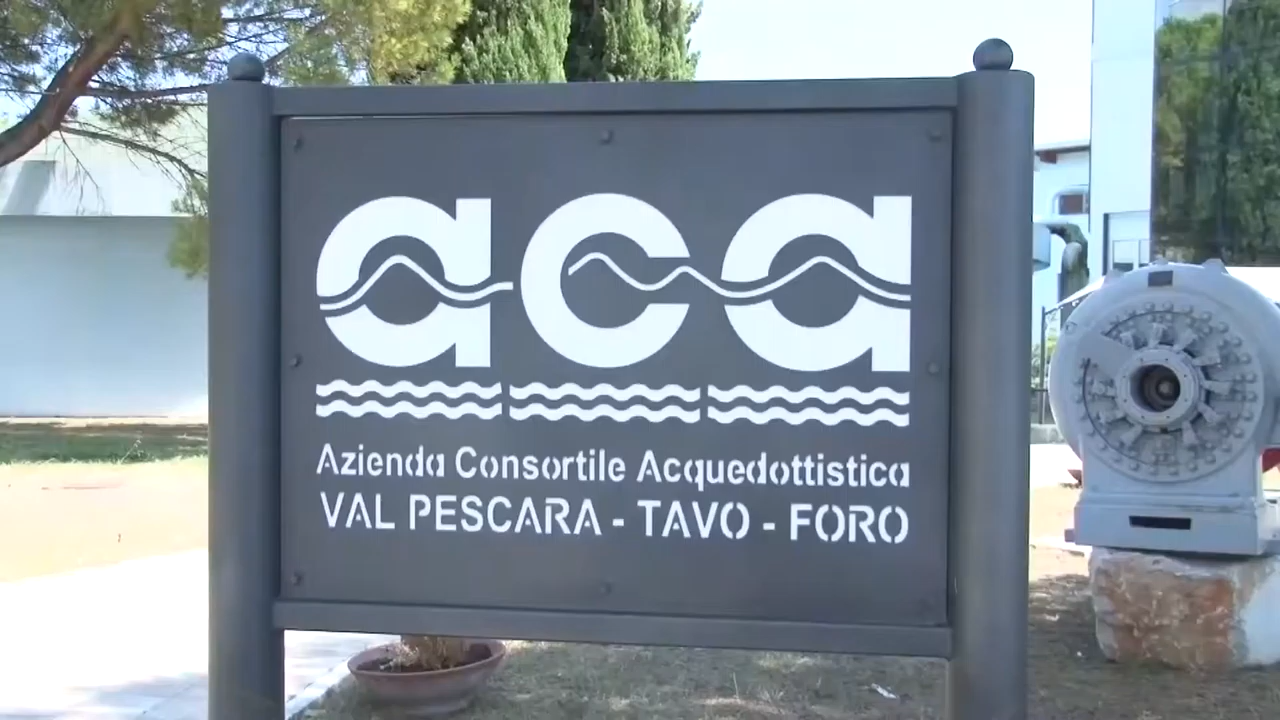 aca
Azienda Consortile Acquedottistica
VAL PESCARA - TAVO - FORO